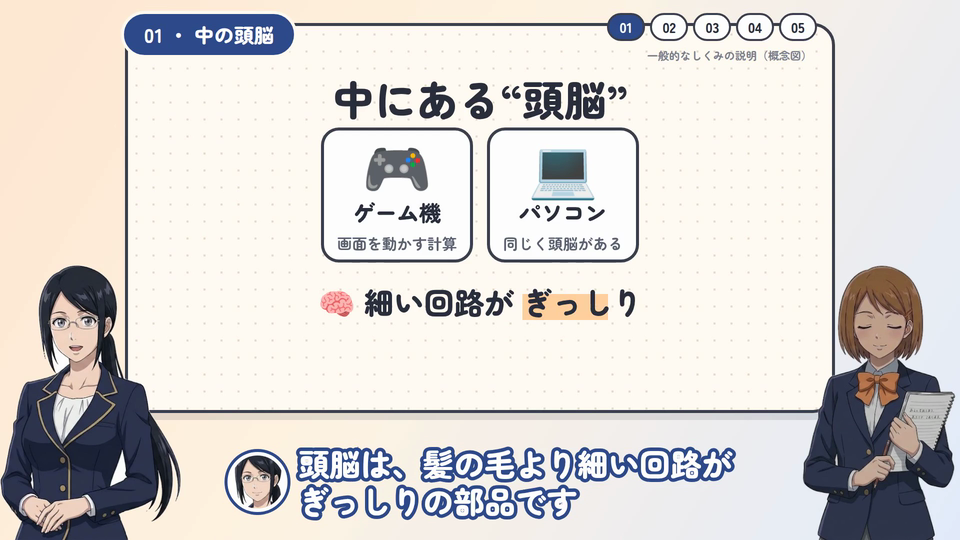 01 ・ 中の頭脳
01 02 03 04 05
一般的なしくみの説明（概念図）
中にある“頭脳”
ゲーム機
画面を動かす計算
パソコン
同じく頭脳がある
細い回路が ぎっしり
頭脳は、髪の毛より細い回路が
ぎっしりの部品です